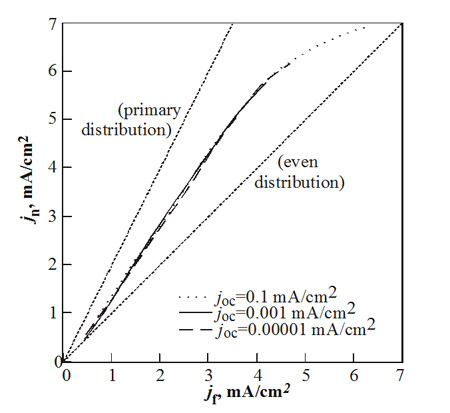 7
6
5
4
3
2
1
0
jn, mA/cm2
(primary
distribution)
(even
distribution)
joc=0.1 mA/cm2
joc=0.001 mA/cm2
joc=0.00001 mA/cm2
0 1 2 3 4 5 6 7
jf, mA/cm2